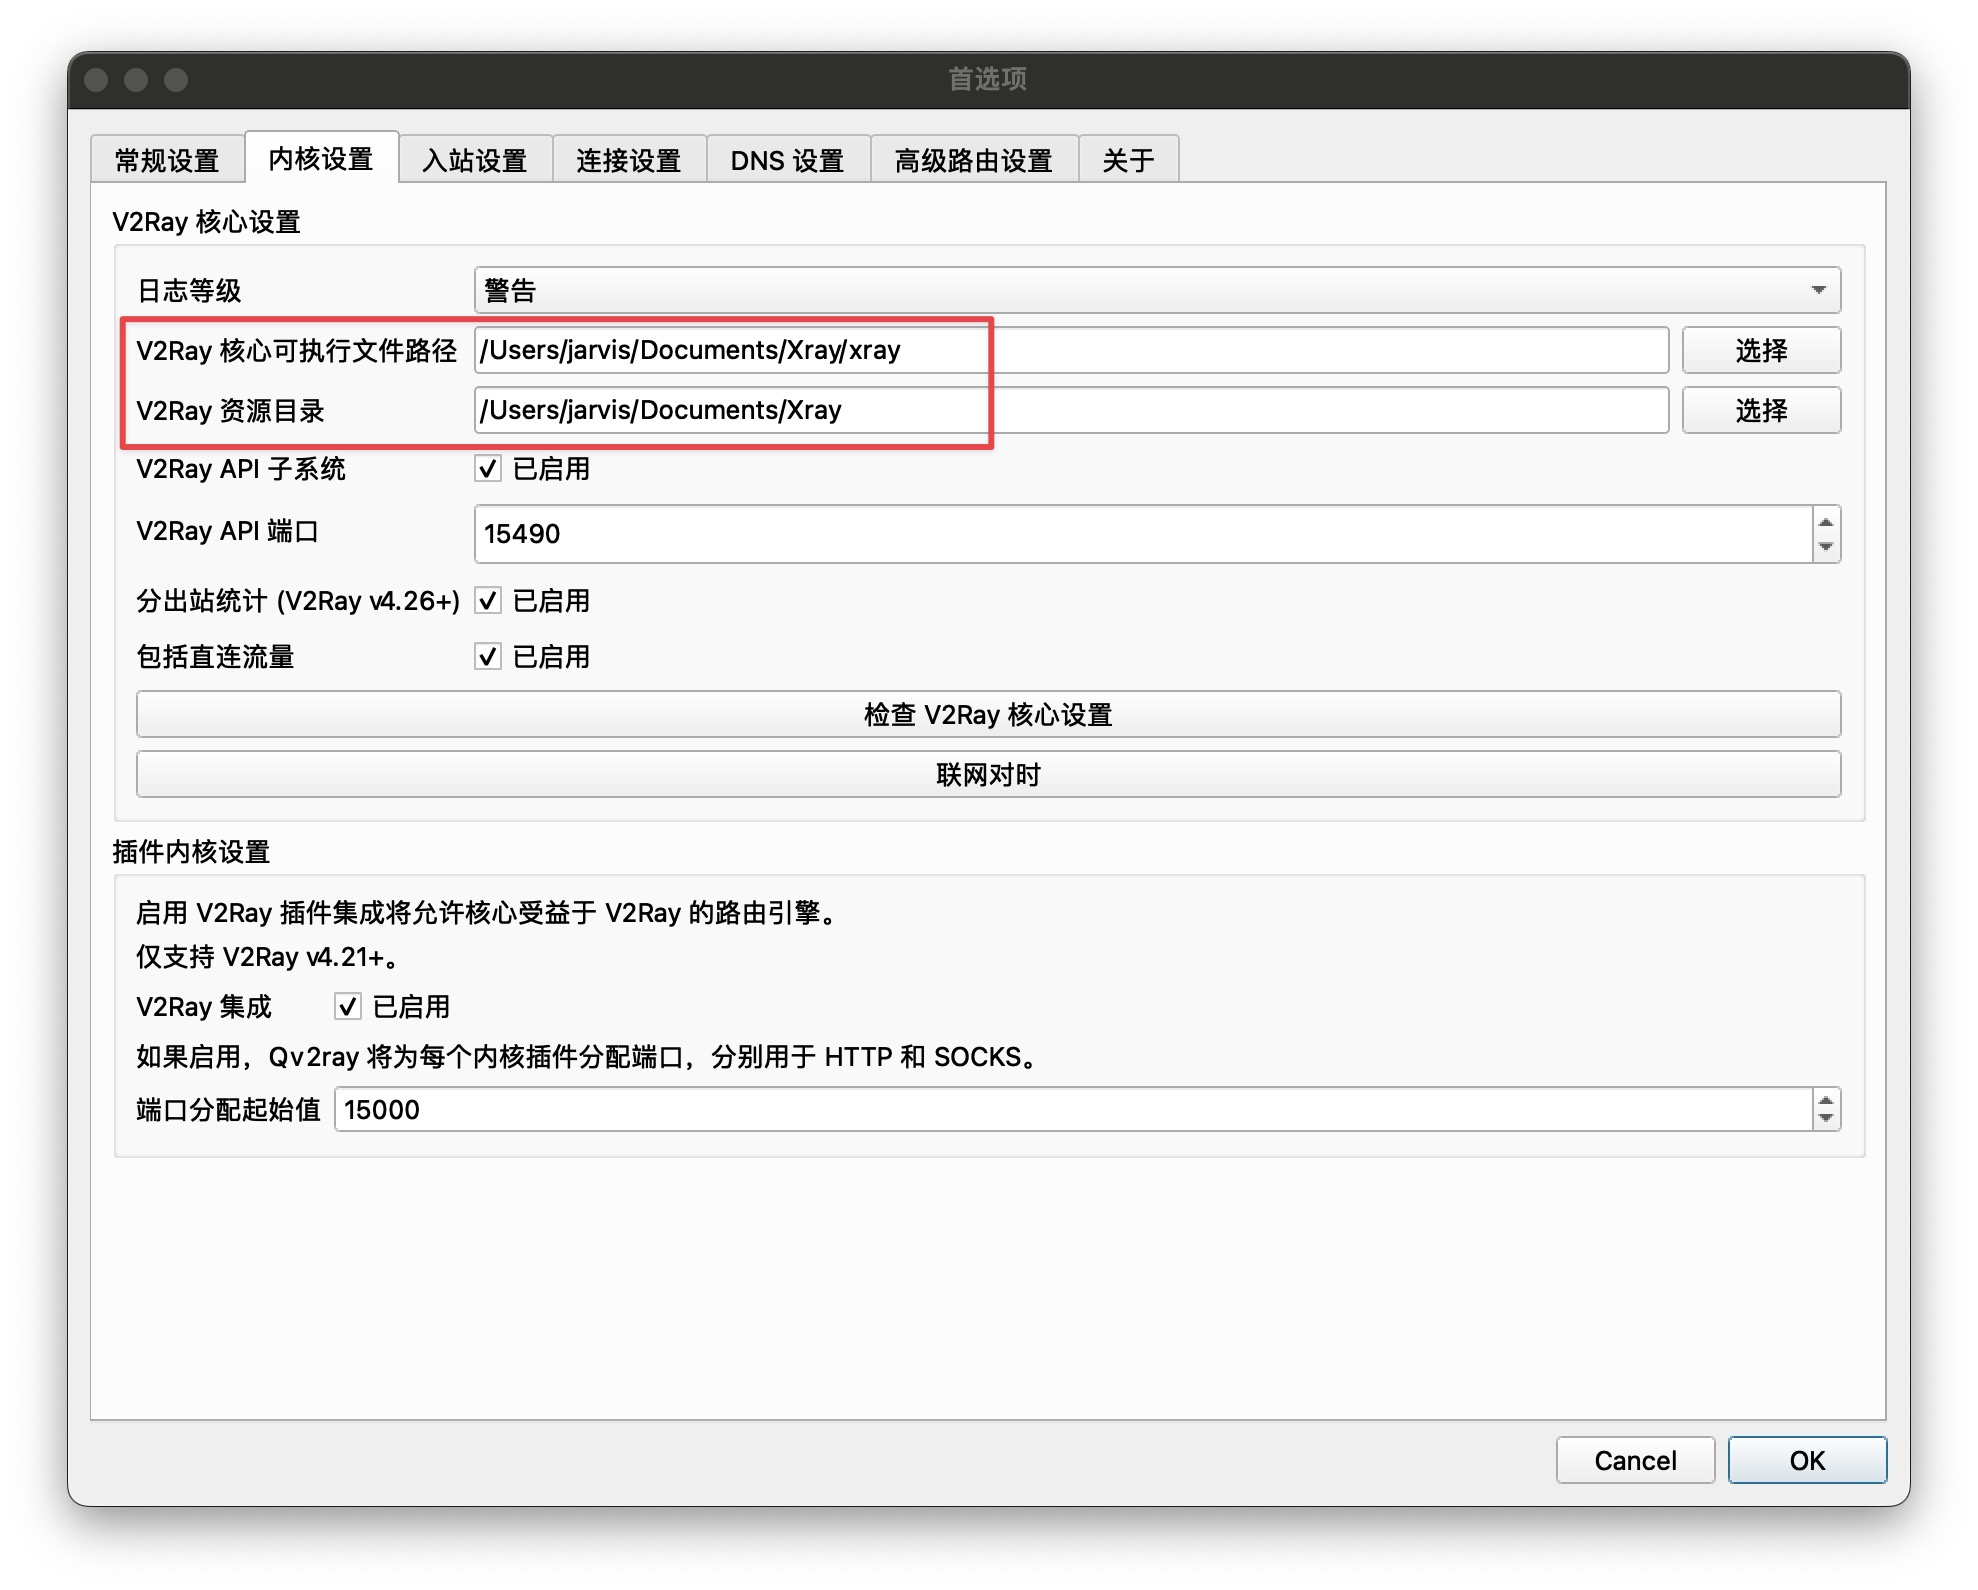 首选项
常规设置 内核设置 入站设置 连接设置 DNS 设置 高级路由设置 关于
V2Ray 核心设置
日志等级 警告
V2Ray 核心可执行文件路径 /Users/jarvis/Documents/Xray/xray 选择
V2Ray 资源目录 /Users/jarvis/Documents/Xray 选择
V2Ray API 子系统 已启用
V2Ray API 端口 15490
分出站统计 (V2Ray v4.26+) 已启用
包括直连流量 已启用
检查 V2Ray 核心设置
联网对时
插件内核设置
启用 V2Ray 插件集成将允许核心受益于 V2Ray 的路由引擎。
仅支持 V2Ray v4.21+。
V2Ray 集成 已启用
如果启用，Qv2ray 将为每个内核插件分配端口，分别用于 HTTP 和 SOCKS。
端口分配起始值 15000
Cancel OK